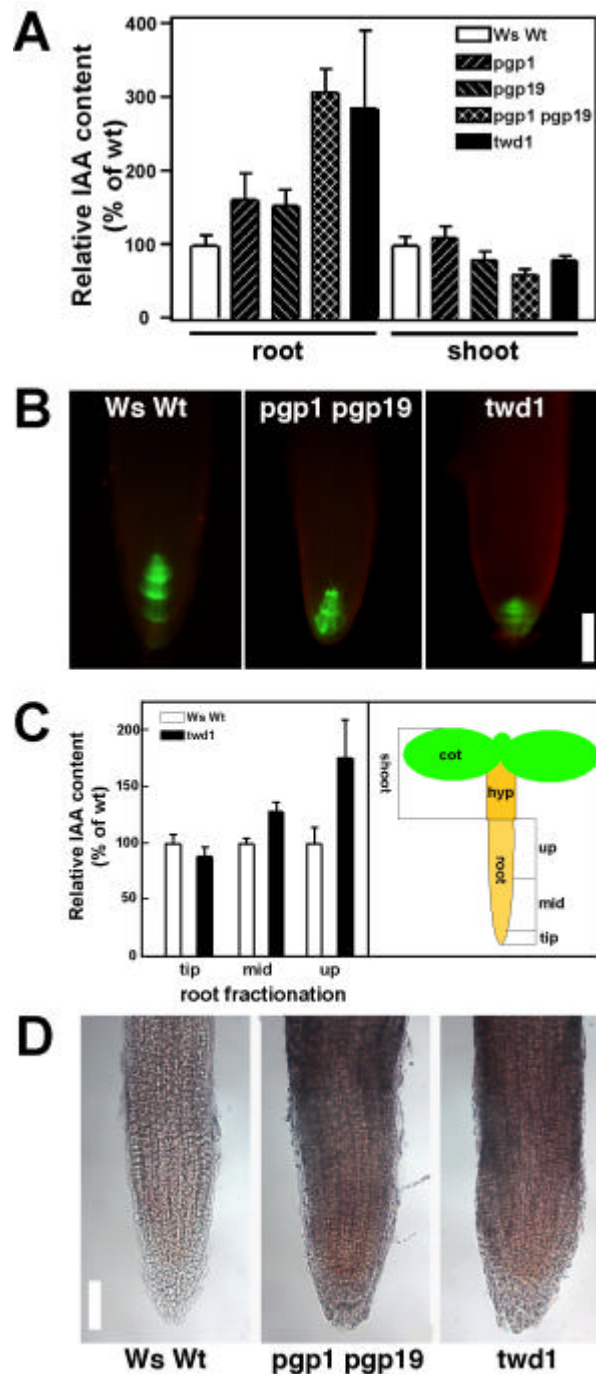 A
Relative IAA content
(% of wt)
400
300
200
100
0
Ws Wt
pgp1
pgp19
pgp1 pgp19
twd1
root
shoot
B
Ws Wt
pgp1 pgp19
twd1
C
Relative IAA content
(% of wt)
200
150
100
50
0
Ws Wt
twd1
tip
mid
up
root fractionation
shoot
cot
hyp
root
up
mid
tip
D
Ws Wt
pgp1 pgp19
twd1